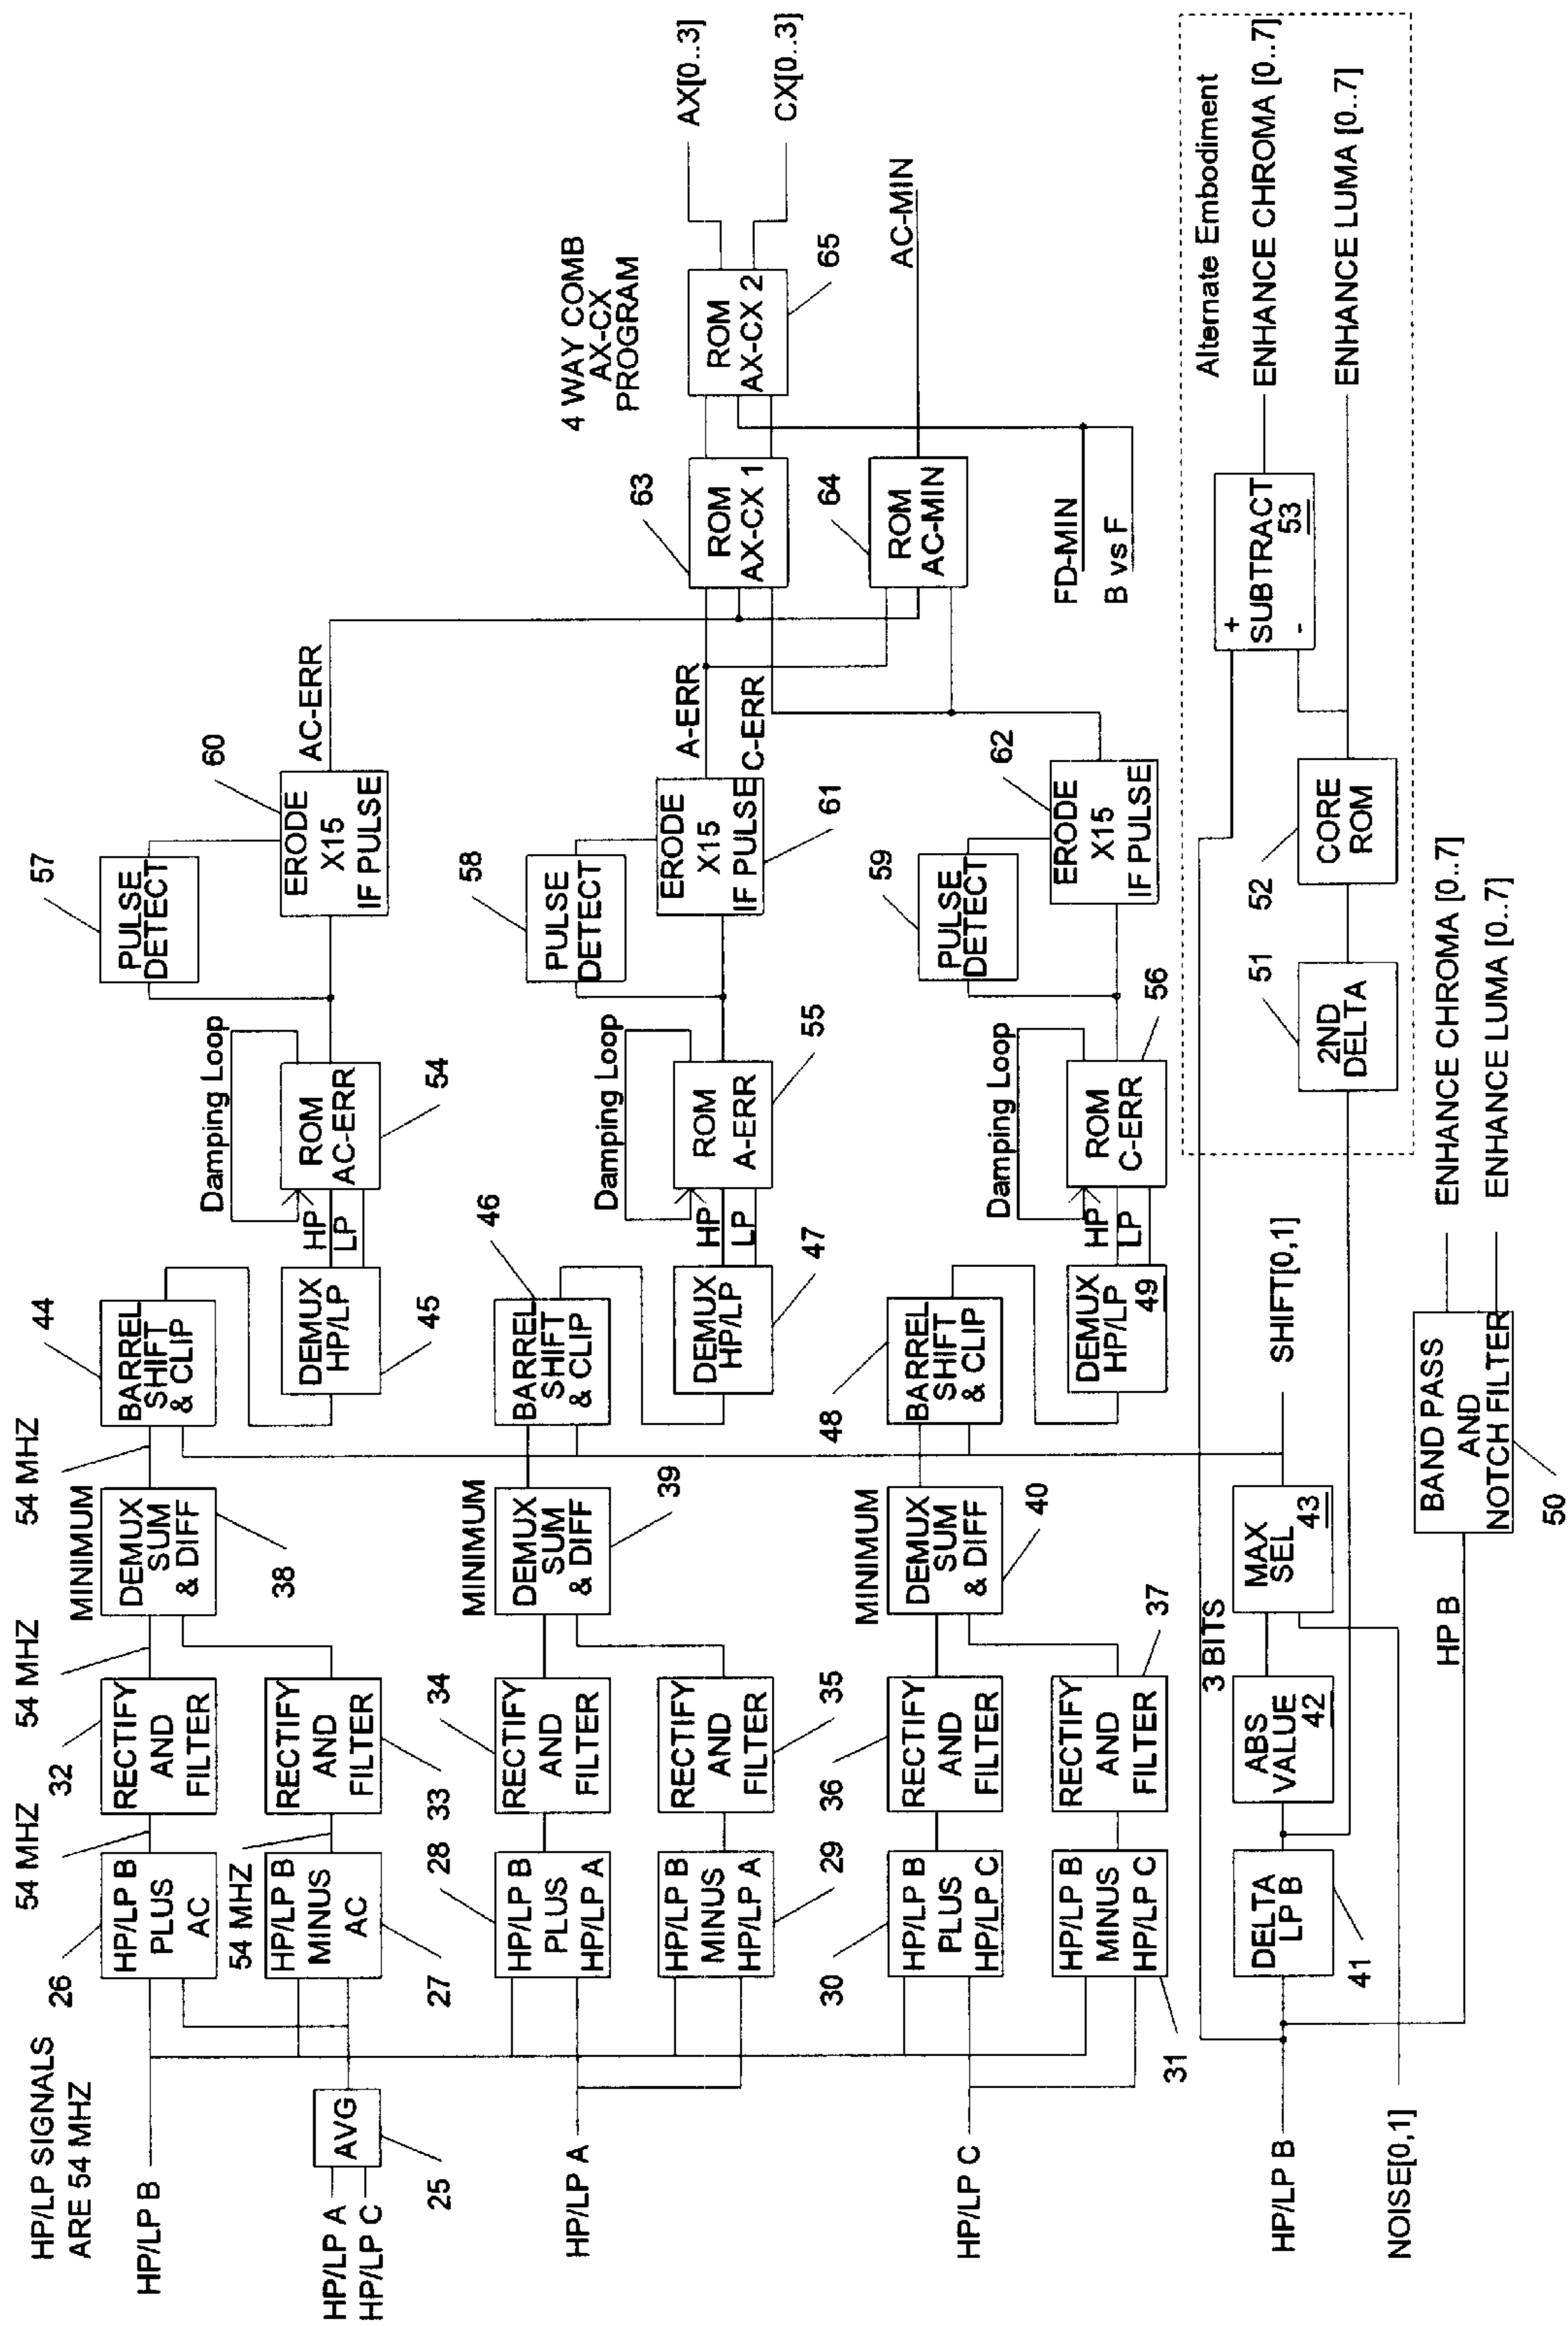 HP/LP SIGNALS
ARE 54 MHZ
HP/LP B
HP/LP A
HP/LP C
AVG
25
26
HP/LP B
PLUS
AC
54 MHZ
54 MHZ
HP/LP B
MINUS
AC
27
32
RECTIFY
AND
FILTER
54 MHZ
RECTIFY
AND
FILTER
33
MINIMUM
DEMUX
SUM
& DIFF
38
54 MHZ
44
BARREL
SHIFT
& CLIP
DEMUX
HP/LP
45
HP
LP
Damping Loop
ROM
AC-ERR
54
57
PULSE
DETECT
60
ERODE
X15
IF PULSE
AC-ERR
HP/LP A
28
HP/LP B
PLUS
HP/LP A
HP/LP B
MINUS
HP/LP A
29
34
RECTIFY
AND
FILTER
RECTIFY
AND
FILTER
35
MINIMUM
DEMUX
SUM
& DIFF
39
46
BARREL
SHIFT
& CLIP
DEMUX
HP/LP
47
HP
LP
Damping Loop
ROM
A-ERR
55
58
PULSE
DETECT
ERODE
X15
IF PULSE
61
A-ERR
C-ERR
63
ROM
AX-CX 1
4 WAY COMB
AX-CX
PROGRAM
ROM
AX-CX 2
65
AX[0..3]
CX[0..3]
64
ROM
AC-MIN
AC-MIN
FD-MIN
B vs F
HP/LP C
30
HP/LP B
PLUS
HP/LP C
HP/LP B
MINUS
HP/LP C
31
36
RECTIFY
AND
FILTER
RECTIFY
AND
FILTER
37
MINIMUM
DEMUX
SUM
& DIFF
40
48
BARREL
SHIFT
& CLIP
DEMUX
HP/LP
49
HP
LP
Damping Loop
ROM
C-ERR
56
59
PULSE
DETECT
62
ERODE
X15
IF PULSE
HP/LP B
NOISE[0,1]
DELTA
LP B
41
ABS
VALUE
42
3 BITS
MAX
SEL
43
SHIFT[0,1]
HP B
BAND PASS
AND
NOTCH FILTER
50
ENHANCE CHROMA [0..7]
ENHANCE LUMA [0..7]
Alternate Embodiment
51
2ND
DELTA
52
CORE
ROM
+
SUBTRACT
-
53
ENHANCE CHROMA [0..7]
ENHANCE LUMA [0..7]